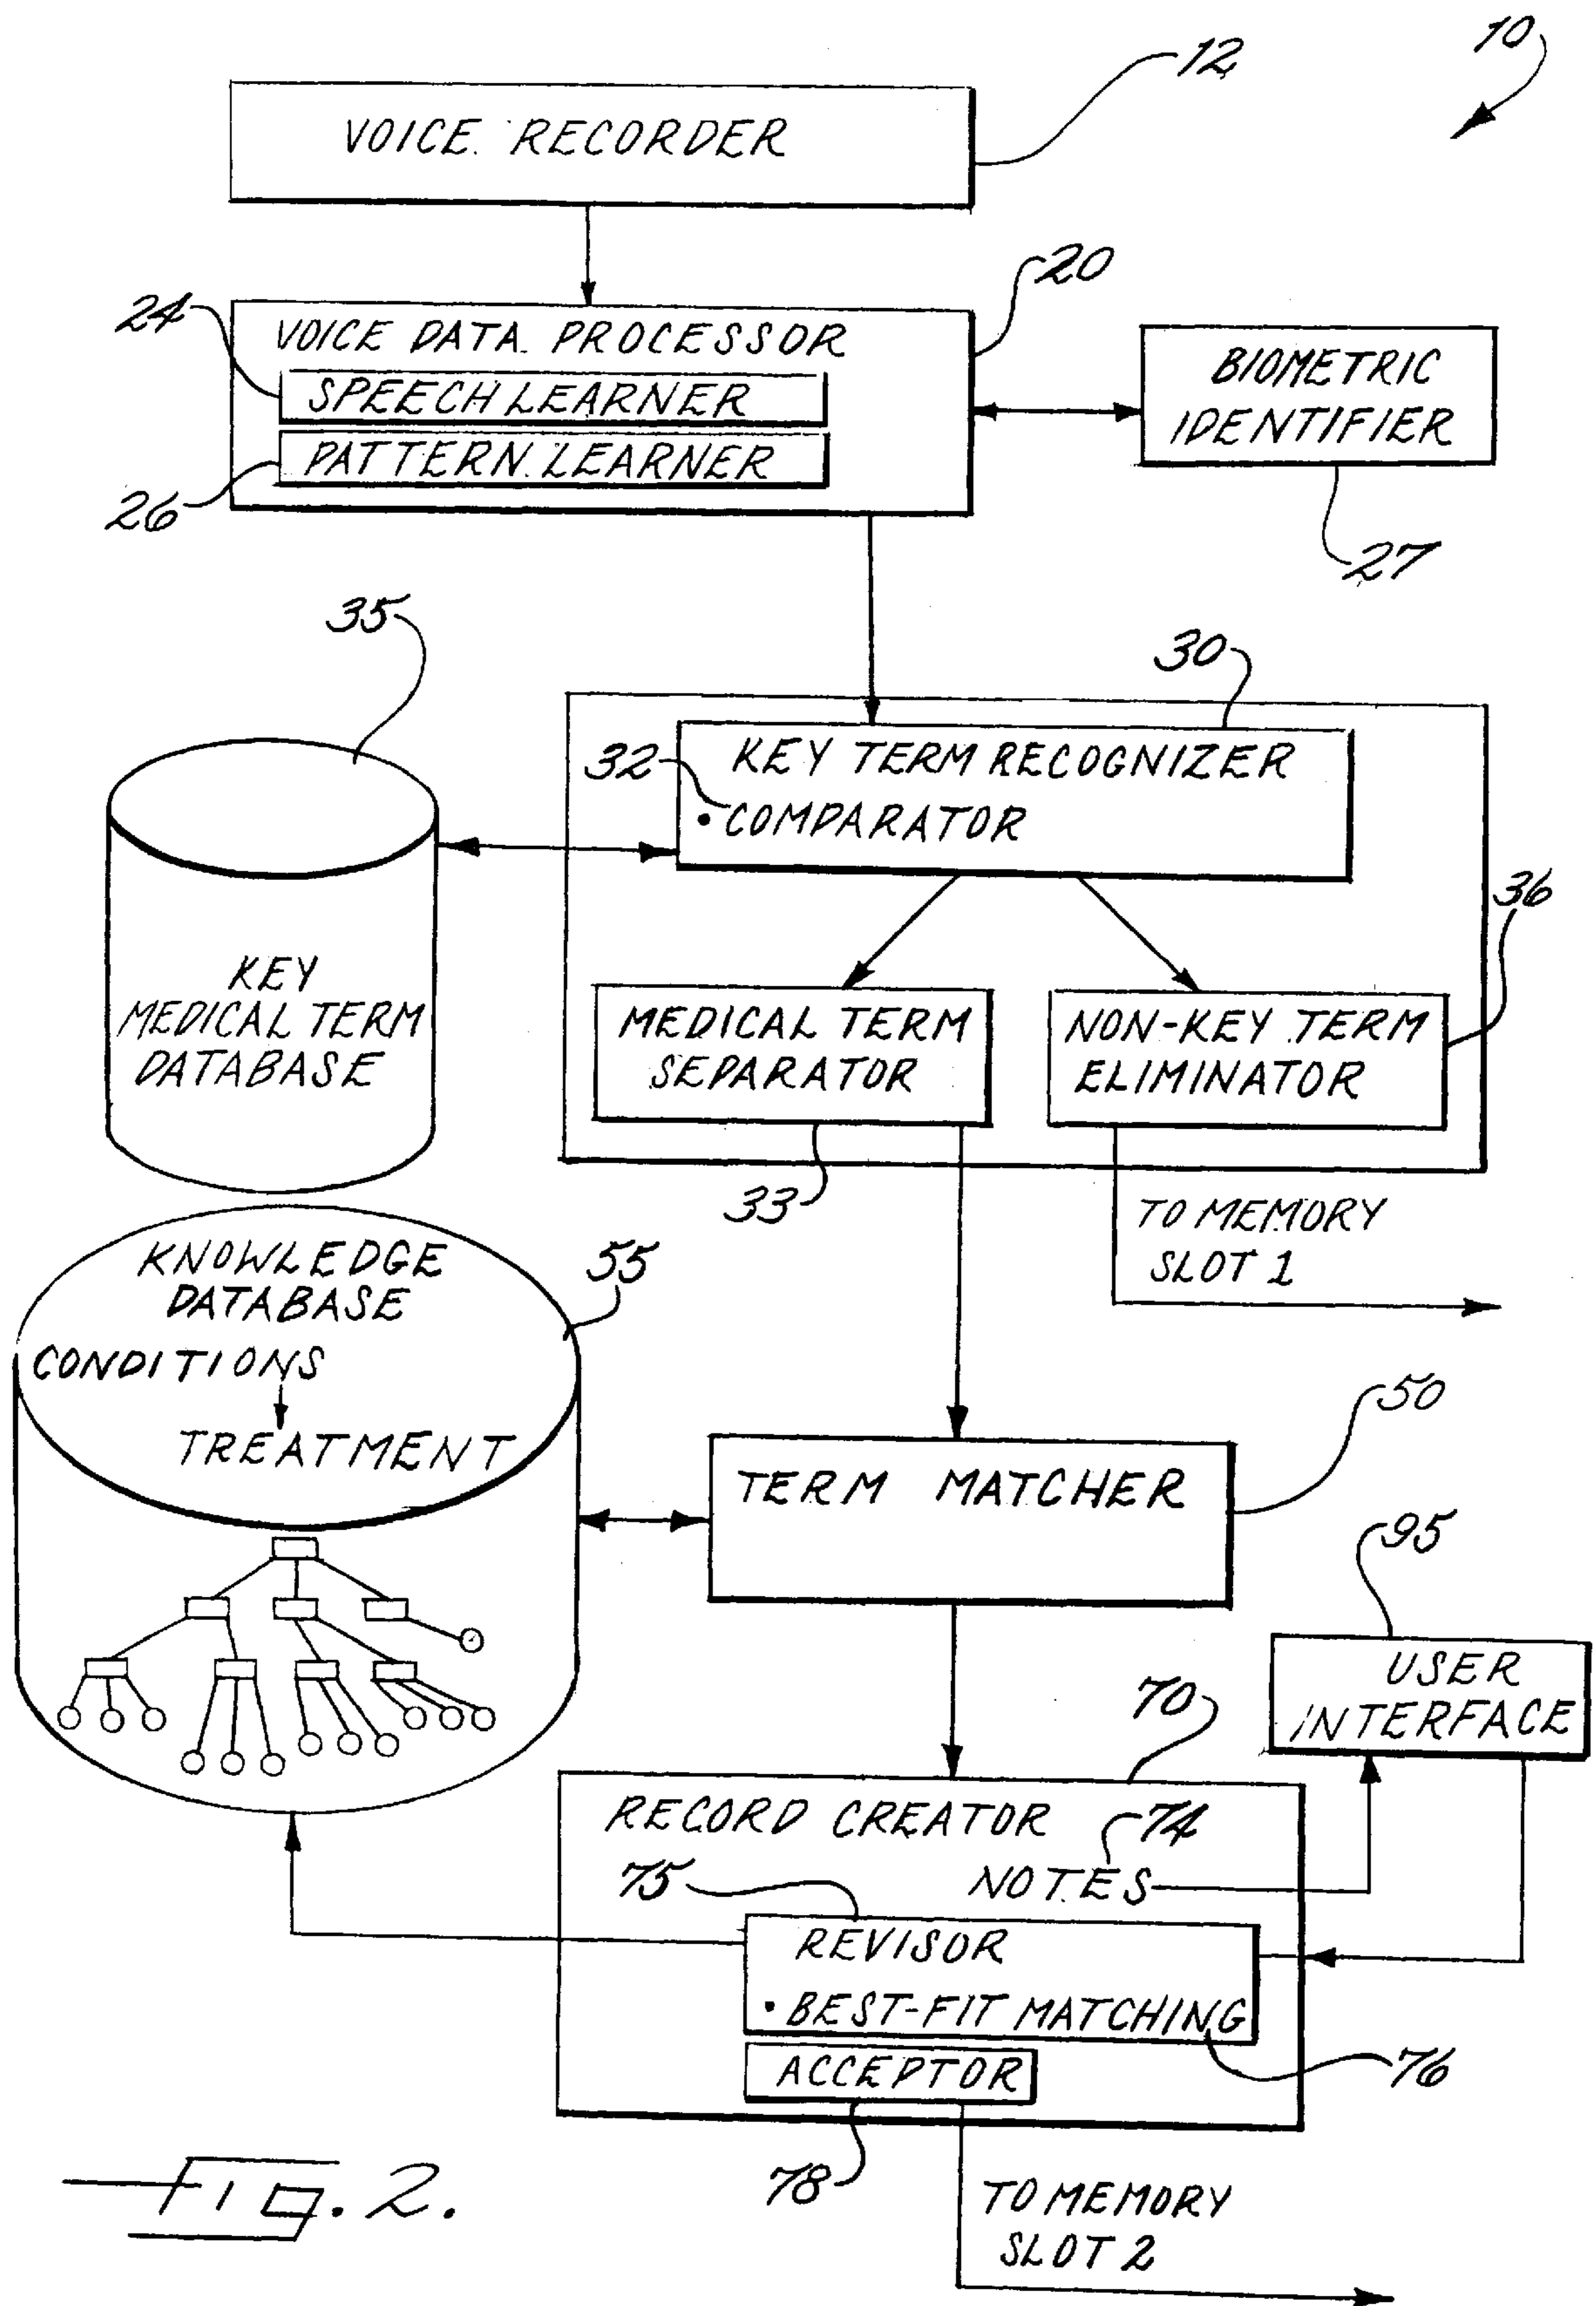 10
12
VOICE RECORDER
20
24
VOICE DATA PROCESSOR
SPEECH LEARNER
PATTERN LEARNER
26
BIOMETRIC
IDENTIFIER
27
35
30
32
KEY TERM RECOGNIZER
• COMPARATOR
36
KEY
MEDICAL TERM
DATABASE
MEDICAL TERM
SEPARATOR
NON-KEY TERM
ELIMINATOR
33
TO MEMORY
SLOT 1
KNOWLEDGE
DATABASE
CONDITIONS
TREATMENT
55
50
TERM MATCHER
95
USER
INTERFACE
70
RECORD CREATOR
74
NOTES
75
REVISOR
• BEST-FIT MATCHING
76
ACCEPTOR
78
TO MEMORY
SLOT 2
FIG. 2.